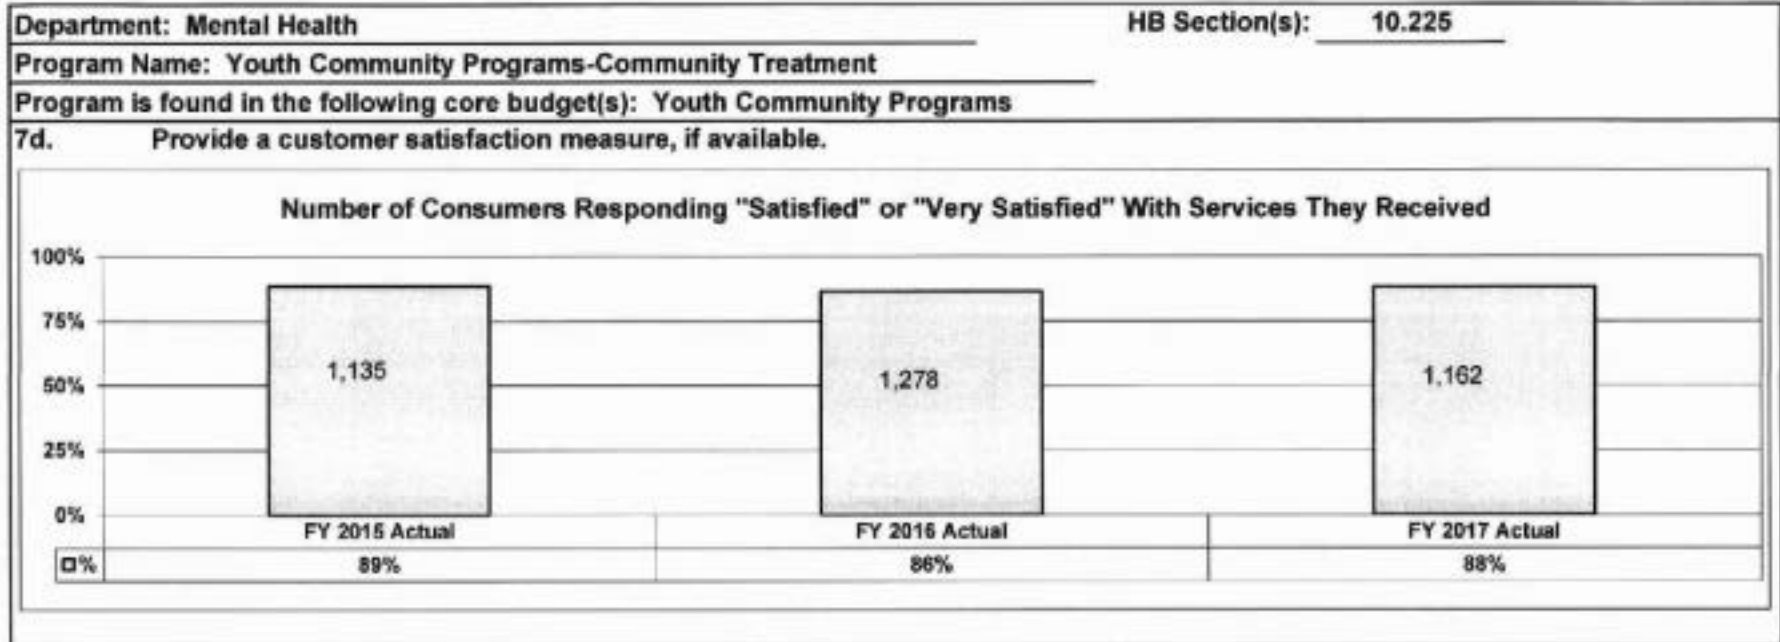 Department: Mental Health HB Section(s): 10.225
Program Name: Youth Community Programs-Community Treatment
Program is found in the following core budget(s): Youth Community Programs
7d. Provide a customer satisfaction measure, if available.
Number of Consumers Responding "Satisfied" or "Very Satisfied" With Services They Received
100%
75%
50%
25%
0%
1,135 1,278 1,162
FY 2015 Actual FY 2016 Actual FY 2017 Actual
% 89% 86% 88%